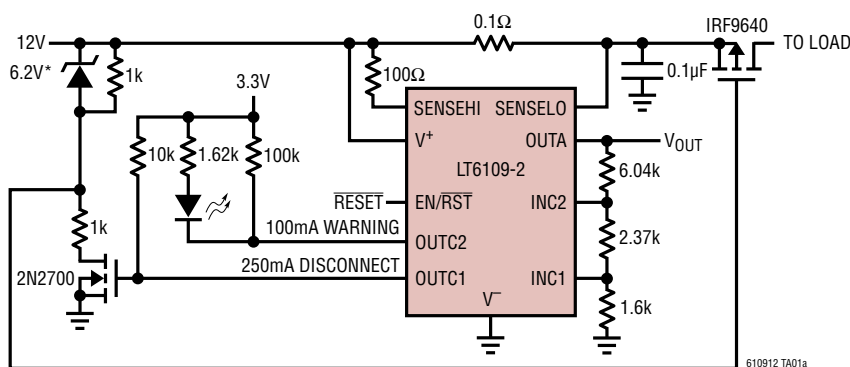 0.1Ω
IRF9640
12V
TO LOAD
6.2V*
1k
100Ω
0.1µF
3.3V
SENSEHI
SENSELO
V+
OUTA
VOUT
LT6109-2
10k
1.62k
100k
6.04k
RESET
EN/RST
INC2
1k
100mA WARNING
OUTC2
2.37k
250mA DISCONNECT
OUTC1
INC1
2N2700
V–
1.6k
610912 TA01a